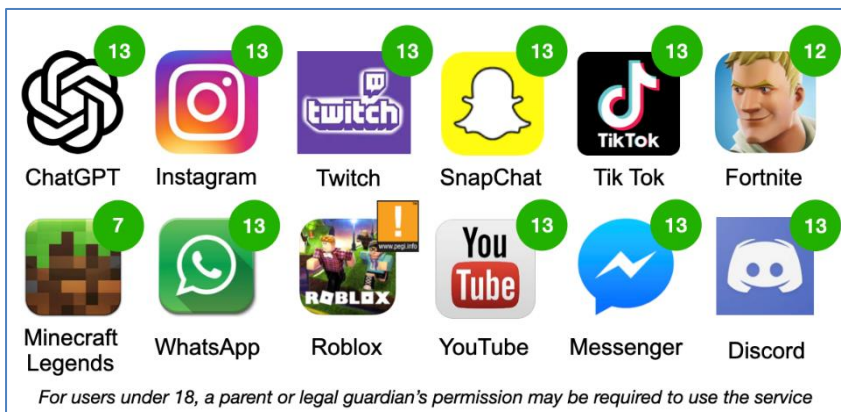 13 13 13 13 13 12
twitch
TikTok
ChatGPT Instagram Twitch SnapChat Tik Tok Fortnite
7 13 ! 13 13 13
www.pegi.info
You
Tube
ROBLOX
Minecraft
Legends WhatsApp Roblox YouTube Messenger Discord
For users under 18, a parent or legal guardian's permission may be required to use the service